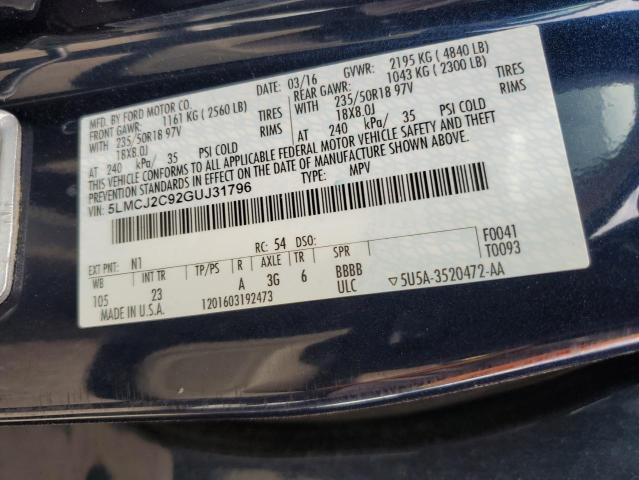 MFD. BY FORD MOTOR CO.
DATE: 03/16 GVWR: 2195 KG ( 4840 LB)
FRONT GAWR: 1161 KG ( 2560 LB) REAR GAWR: 1043 KG ( 2300 LB)
WITH 235/50R18 97V TIRES WITH 235/50R18 97V TIRES
18X8.0J RIMS 18X8.0J RIMS
AT 240 kPa/ 35 PSI COLD AT 240 kPa/ 35 PSI COLD
THIS VEHICLE CONFORMS TO ALL APPLICABLE FEDERAL MOTOR VEHICLE SAFETY AND THEFT
PREVENTION STANDARDS IN EFFECT ON THE DATE OF MANUFACTURE SHOWN ABOVE.
VIN: 5LMCJ2C92GUJ31796 TYPE: MPV
EXT PNT: N1 RC: 54 DSO:
WB INT TR TP/PS R AXLE TR SPR F0041
105 23 A 3G 6 BBBB T0093
MADE IN U.S.A. 1201603192473 ULC ▽5U5A-3520472-AA